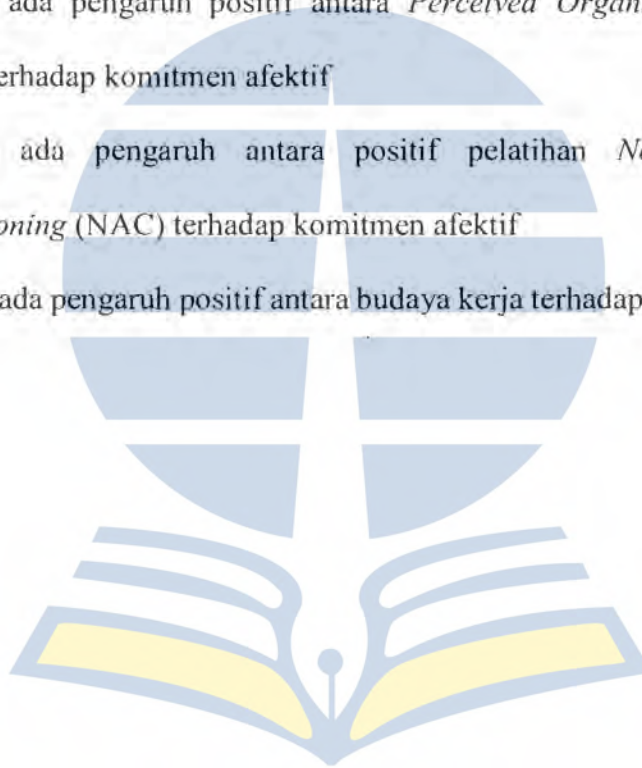 ada pengaruh positif antara Perceived Organ
erhadap komitmen afektif
ada pengaruh antara positif pelatihan
oning (NAC) terhadap komitmen afektif
ada pengaruh positif antara budaya kerja terhadap